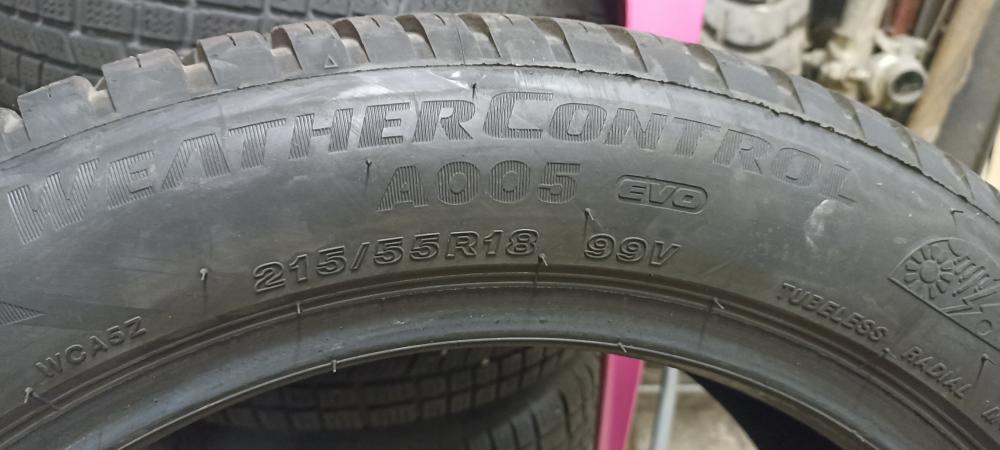 WEATHERCONTROL
A005 EVO
215/55R18 99V
WCA5Z
TUBELESS RADIAL